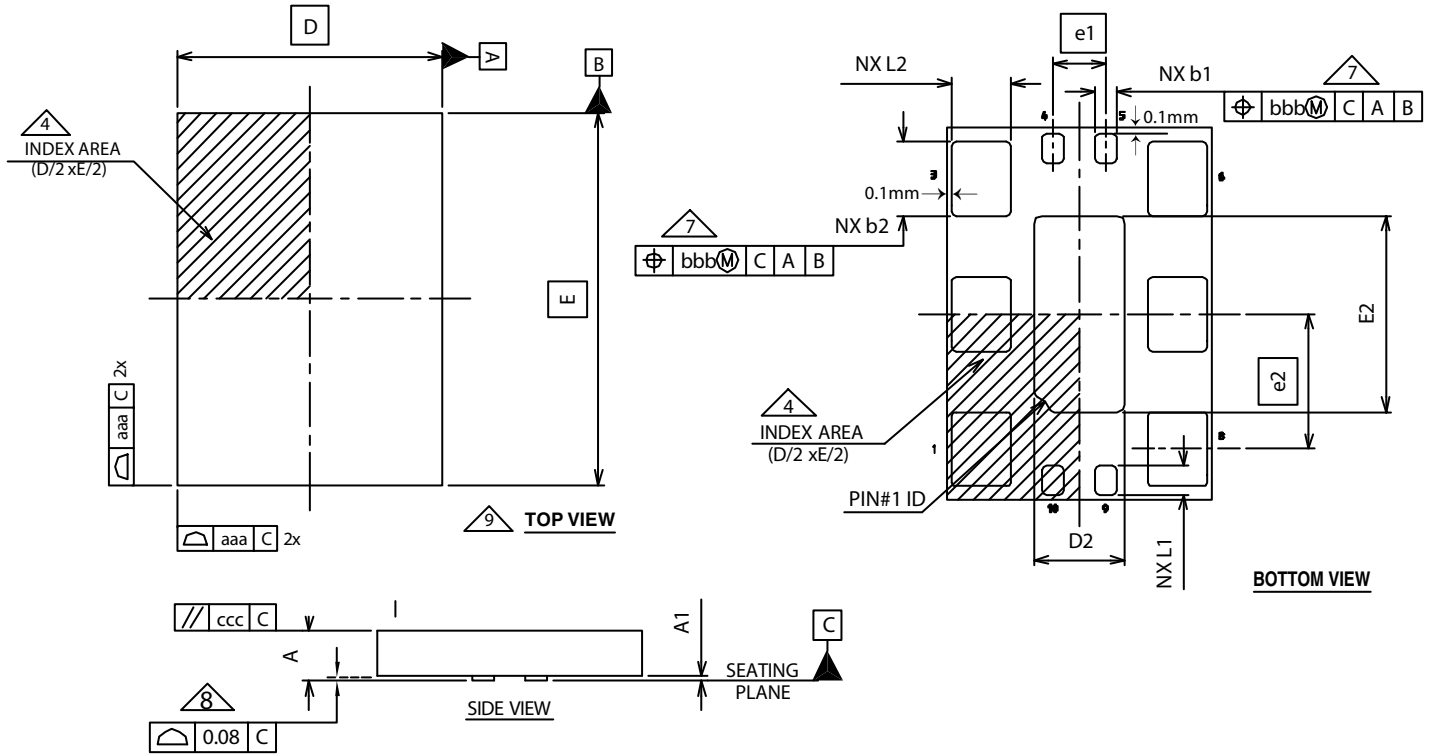 D
A
B
4
INDEX AREA
(D/2 xE/2)
E
aaa C 2x
aaa C 2x
9 TOP VIEW
e1
NX L2
NX b1
7
bbb M C A B
0.1mm
4
5
3
6
0.1mm
NX b2
7
bbb M C A B
E2
e2
4
INDEX AREA
(D/2 xE/2)
1
8
PIN#1 ID
10
9
D2
NX L1
BOTTOM VIEW
// ccc C
A
A1
C
SEATING
PLANE
8
0.08 C
SIDE VIEW